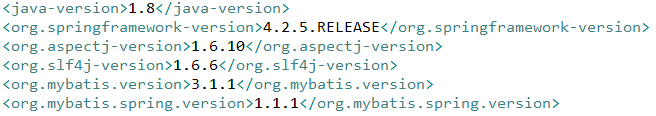 <java-version>1.8</java-version>
<org.springframework-version>4.2.5.RELEASE</org.springframework-version>
<org.aspectj-version>1.6.10</org.aspectj-version>
<org.slf4j-version>1.6.6</org.slf4j-version>
<org.mybatis.version>3.1.1</org.mybatis.version>
<org.mybatis.spring.version>1.1.1</org.mybatis.spring.version>